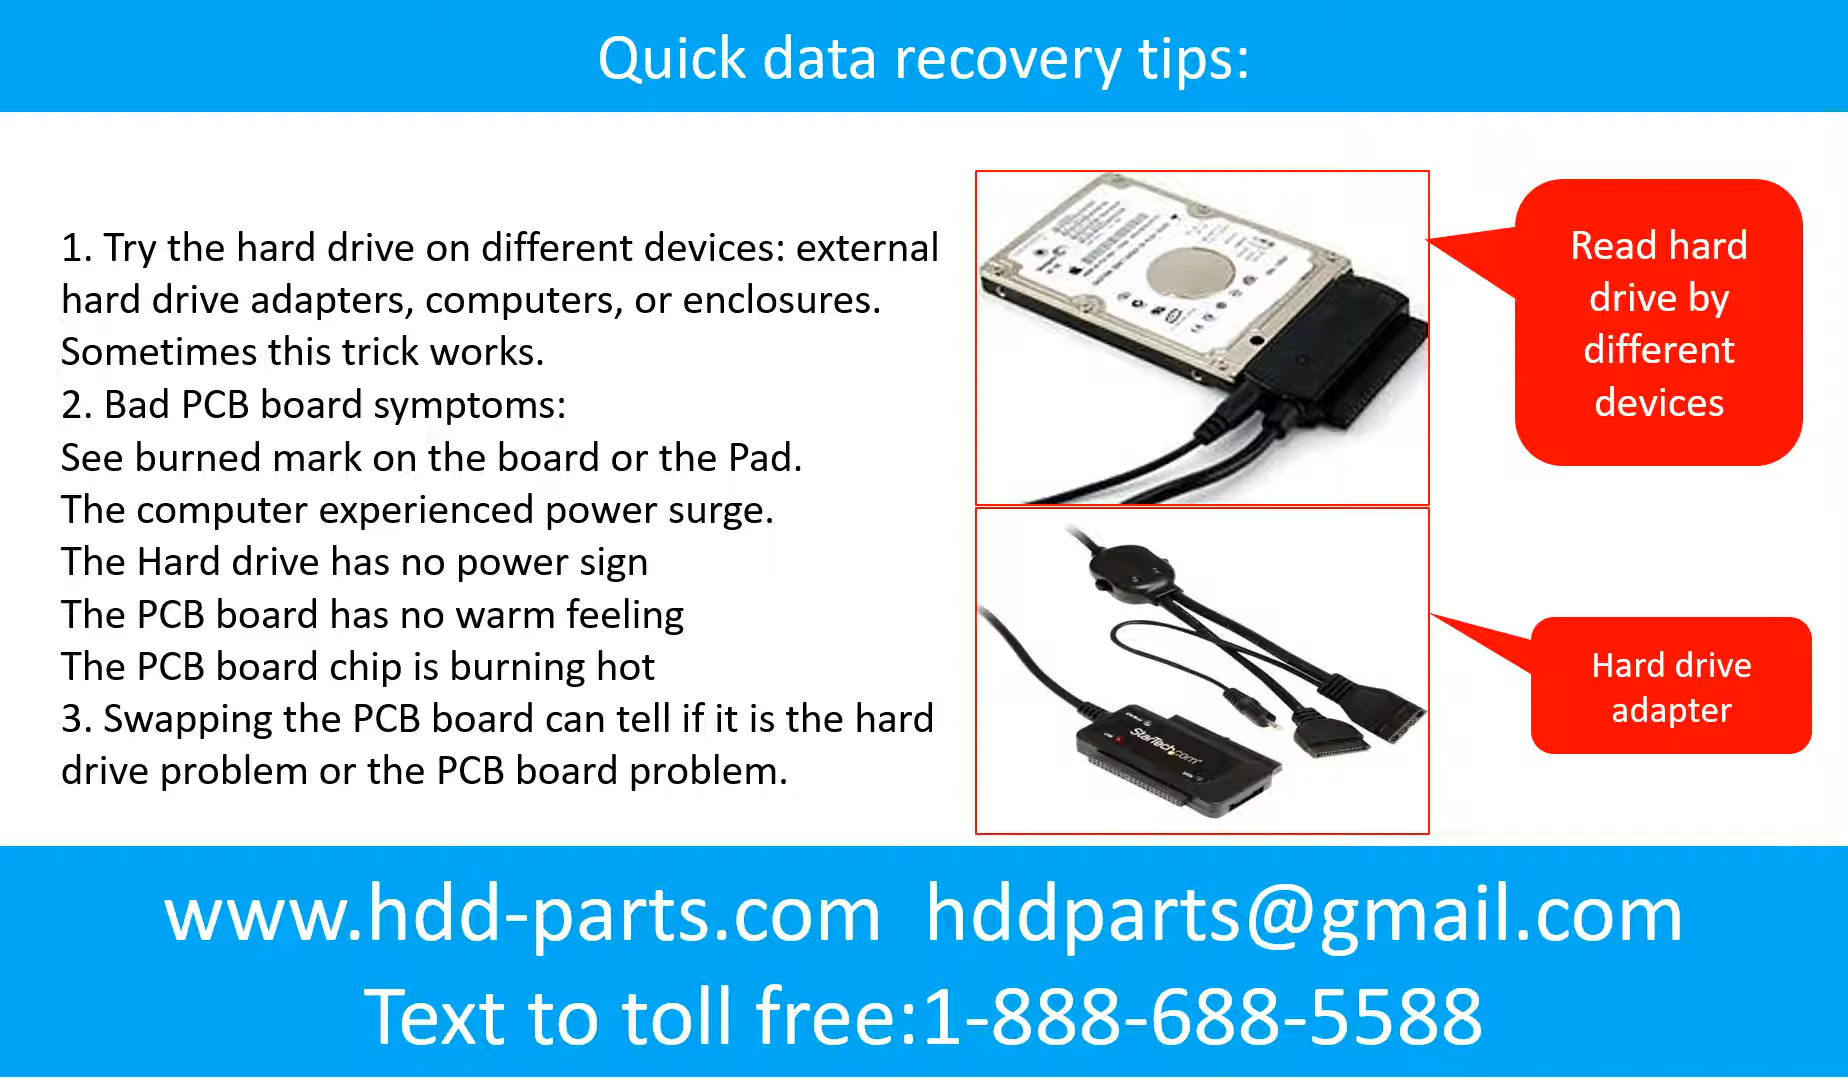 Quick data recovery tips:
1. Try the hard drive on different devices: external
hard drive adapters, computers, or enclosures.
Sometimes this trick works.
2. Bad PCB board symptoms:
See burned mark on the board or the Pad.
The computer experienced power surge.
The Hard drive has no power sign
The PCB board has no warm feeling
The PCB board chip is burning hot
3. Swapping the PCB board can tell if it is the hard
drive problem or the PCB board problem.
Read hard
drive by
different
devices
StarTech.com
Hard drive
adapter
www.hdd-parts.com hddparts@gmail.com
Text to toll free:1-888-688-5588